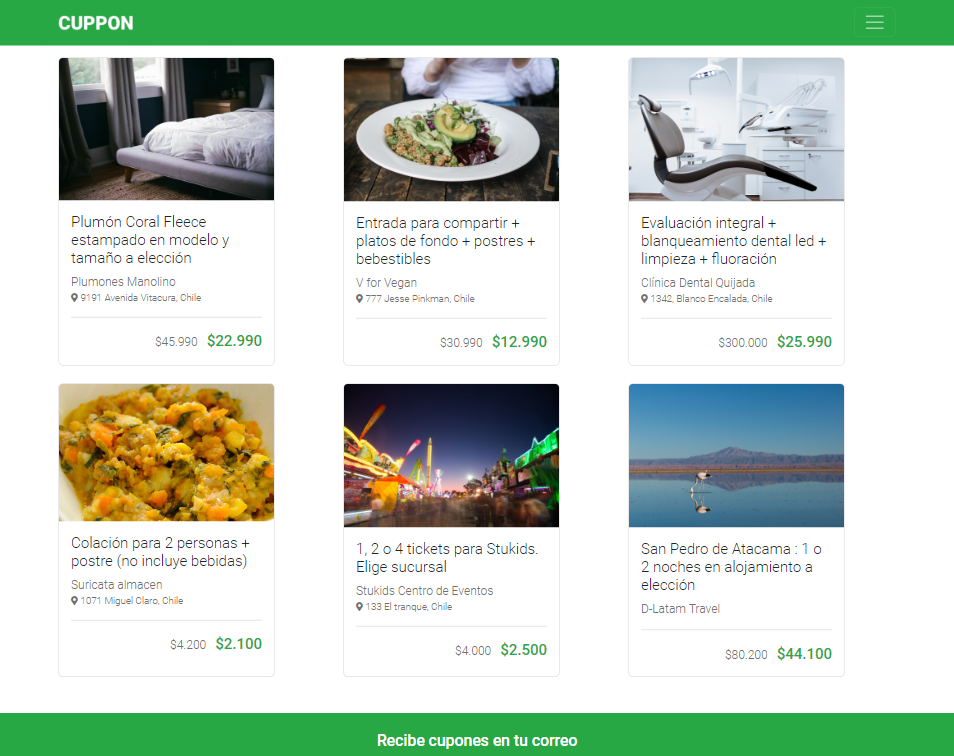 CUPPON
Plumón Coral Fleece
estampado en modelo y
tamaño a elección
Plumones Manolino
9191 Avenida Vitacura, Chile
$45.990 $22.990
Entrada para compartir +
platos de fondo + postres +
bebestibles
V for Vegan
777 Jesse Pinkman, Chile
$30.990 $12.990
Evaluación integral +
blanqueamiento dental led +
limpieza + fluoración
Clínica Dental Quijada
1342, Blanco Encalada, Chile
$300.000 $25.990
Colación para 2 personas +
postre (no incluye bebidas)
Suricata almacen
1071 Miguel Claro, Chile
$4.200 $2.100
1, 2 o 4 tickets para Stukids.
Elige sucursal
Stukids Centro de Eventos
133 El tranque, Chile
$4.000 $2.500
San Pedro de Atacama : 1 o
2 noches en alojamiento a
elección
D-Latam Travel
$80.200 $44.100
Recibe cupones en tu correo